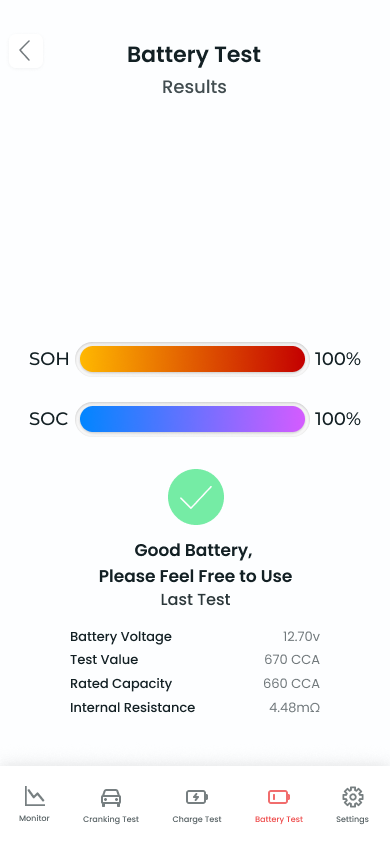 Battery Test
Results
SOH 100%
SOC 100%
Good Battery,
Please Feel Free to Use
Last Test
Battery Voltage 12.70v
Test Value 670 CCA
Rated Capacity 660 CCA
Internal Resistance 4.48mΩ
Monitor Cranking Test Charge Test Battery Test Settings